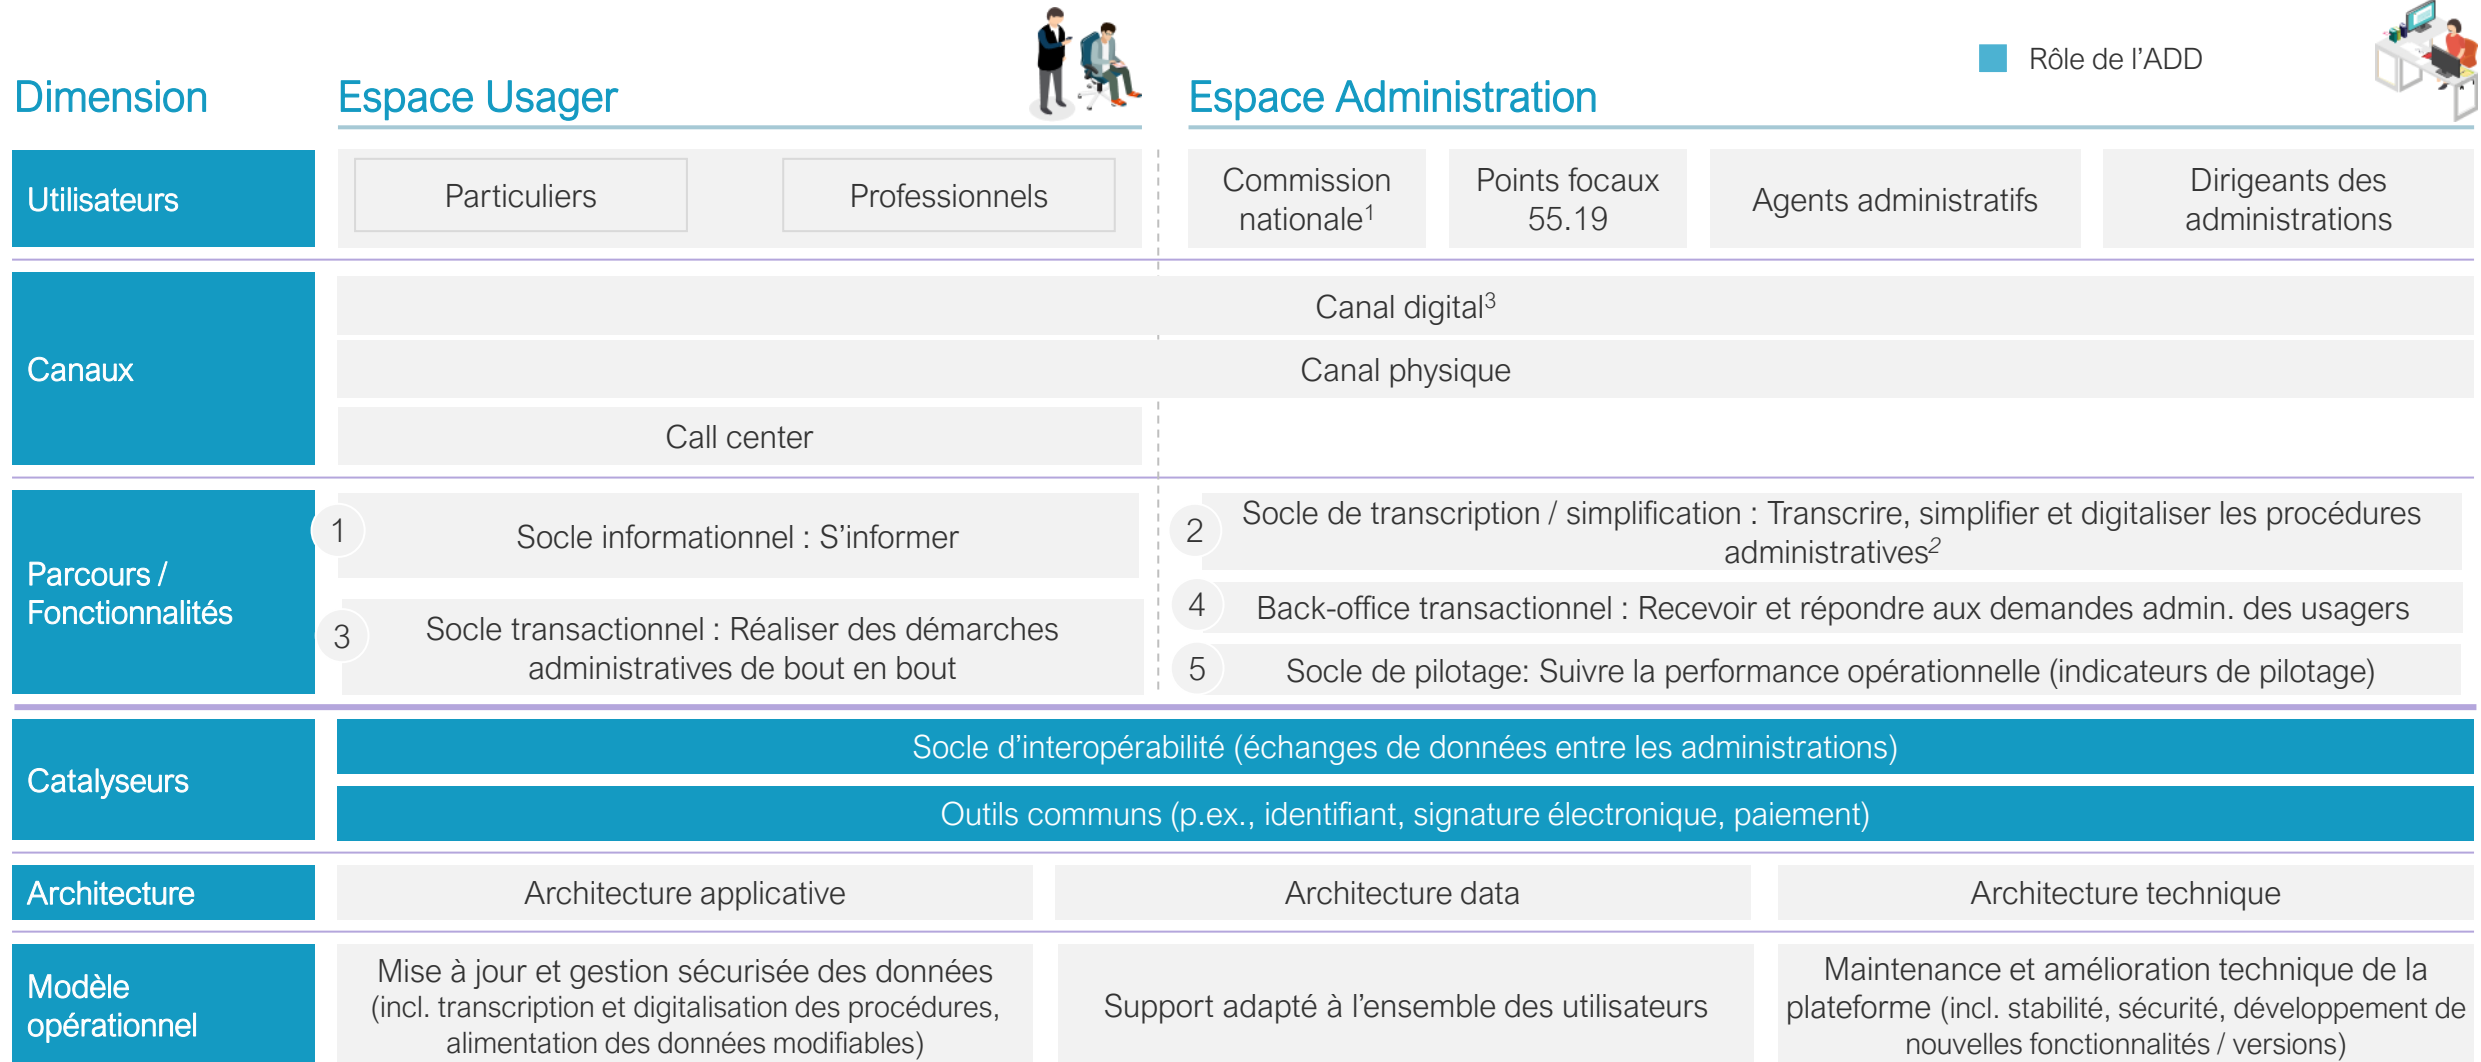 Rôle de l'ADD
Dimension
Espace Usager
Espace Administration
Utilisateurs
Particuliers
Professionnels
Commission
nationale¹
Points focaux
55.19
Agents administratifs
Dirigeants des
administrations
Canaux
Canal digital³
Canal physique
Call center
Parcours /
Fonctionnalités
1
Socle informationnel : S'informer
2
Socle de transcription / simplification : Transcrire, simplifier et digitaliser les procédures
administratives²
3
Socle transactionnel : Réaliser des démarches
administratives de bout en bout
4
Back-office transactionnel : Recevoir et répondre aux demandes admin. des usagers
5
Socle de pilotage: Suivre la performance opérationnelle (indicateurs de pilotage)
Catalyseurs
Socle d'interopérabilité (échanges de données entre les administrations)
Outils communs (p.ex., identifiant, signature électronique, paiement)
Architecture
Architecture applicative
Architecture data
Architecture technique
Modèle
opérationnel
Mise à jour et gestion sécurisée des données
(incl. transcription et digitalisation des procédures,
alimentation des données modifiables)
Support adapté à l'ensemble des utilisateurs
Maintenance et amélioration technique de la
plateforme (incl. stabilité, sécurité, développement de
nouvelles fonctionnalités / versions)